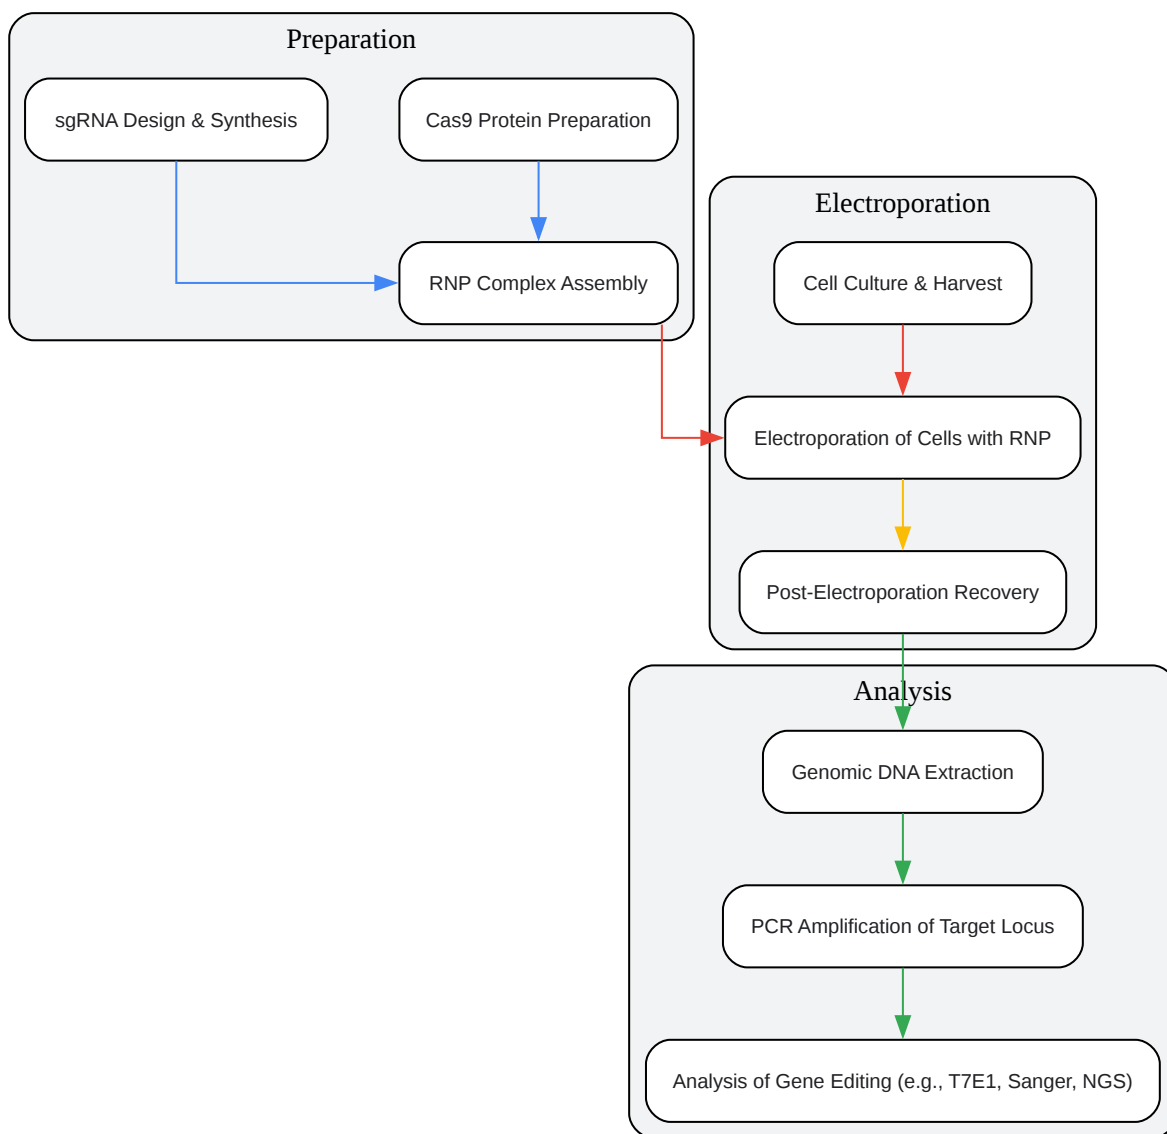 Preparation
sgRNA Design & Synthesis
Cas9 Protein Preparation
RNP Complex Assembly
Electroporation
Cell Culture & Harvest
Electroporation of Cells with RNP
Post-Electroporation Recovery
Analysis
Genomic DNA Extraction
PCR Amplification of Target Locus
Analysis of Gene Editing (e.g., T7E1, Sanger, NGS)